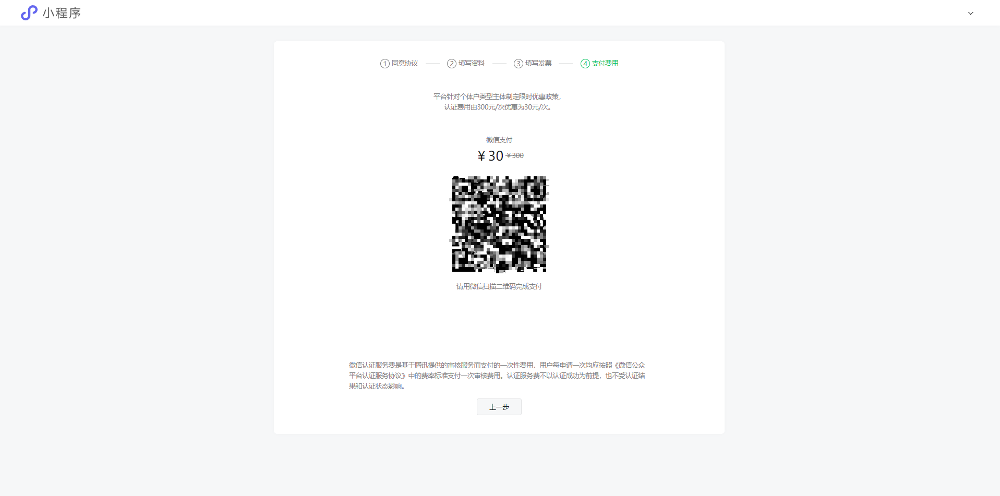 小程序
1 同意协议 2 填写资料 3 填写发票 4 支付费用
平台针对个体户类型主体制定限时优惠政策，
认证费用由300元/次优惠为30元/次。
微信支付
¥ 30 ¥300
请用微信扫描二维码完成支付
微信认证服务费是基于腾讯提供的审核服务而支付的一次性费用，用户每申请一次均应按照《微信公众
平台认证服务协议》中的费率标准支付一次审核费用。认证服务费不以认证成功为前提，也不受认证结
果和认证状态影响。
上一步